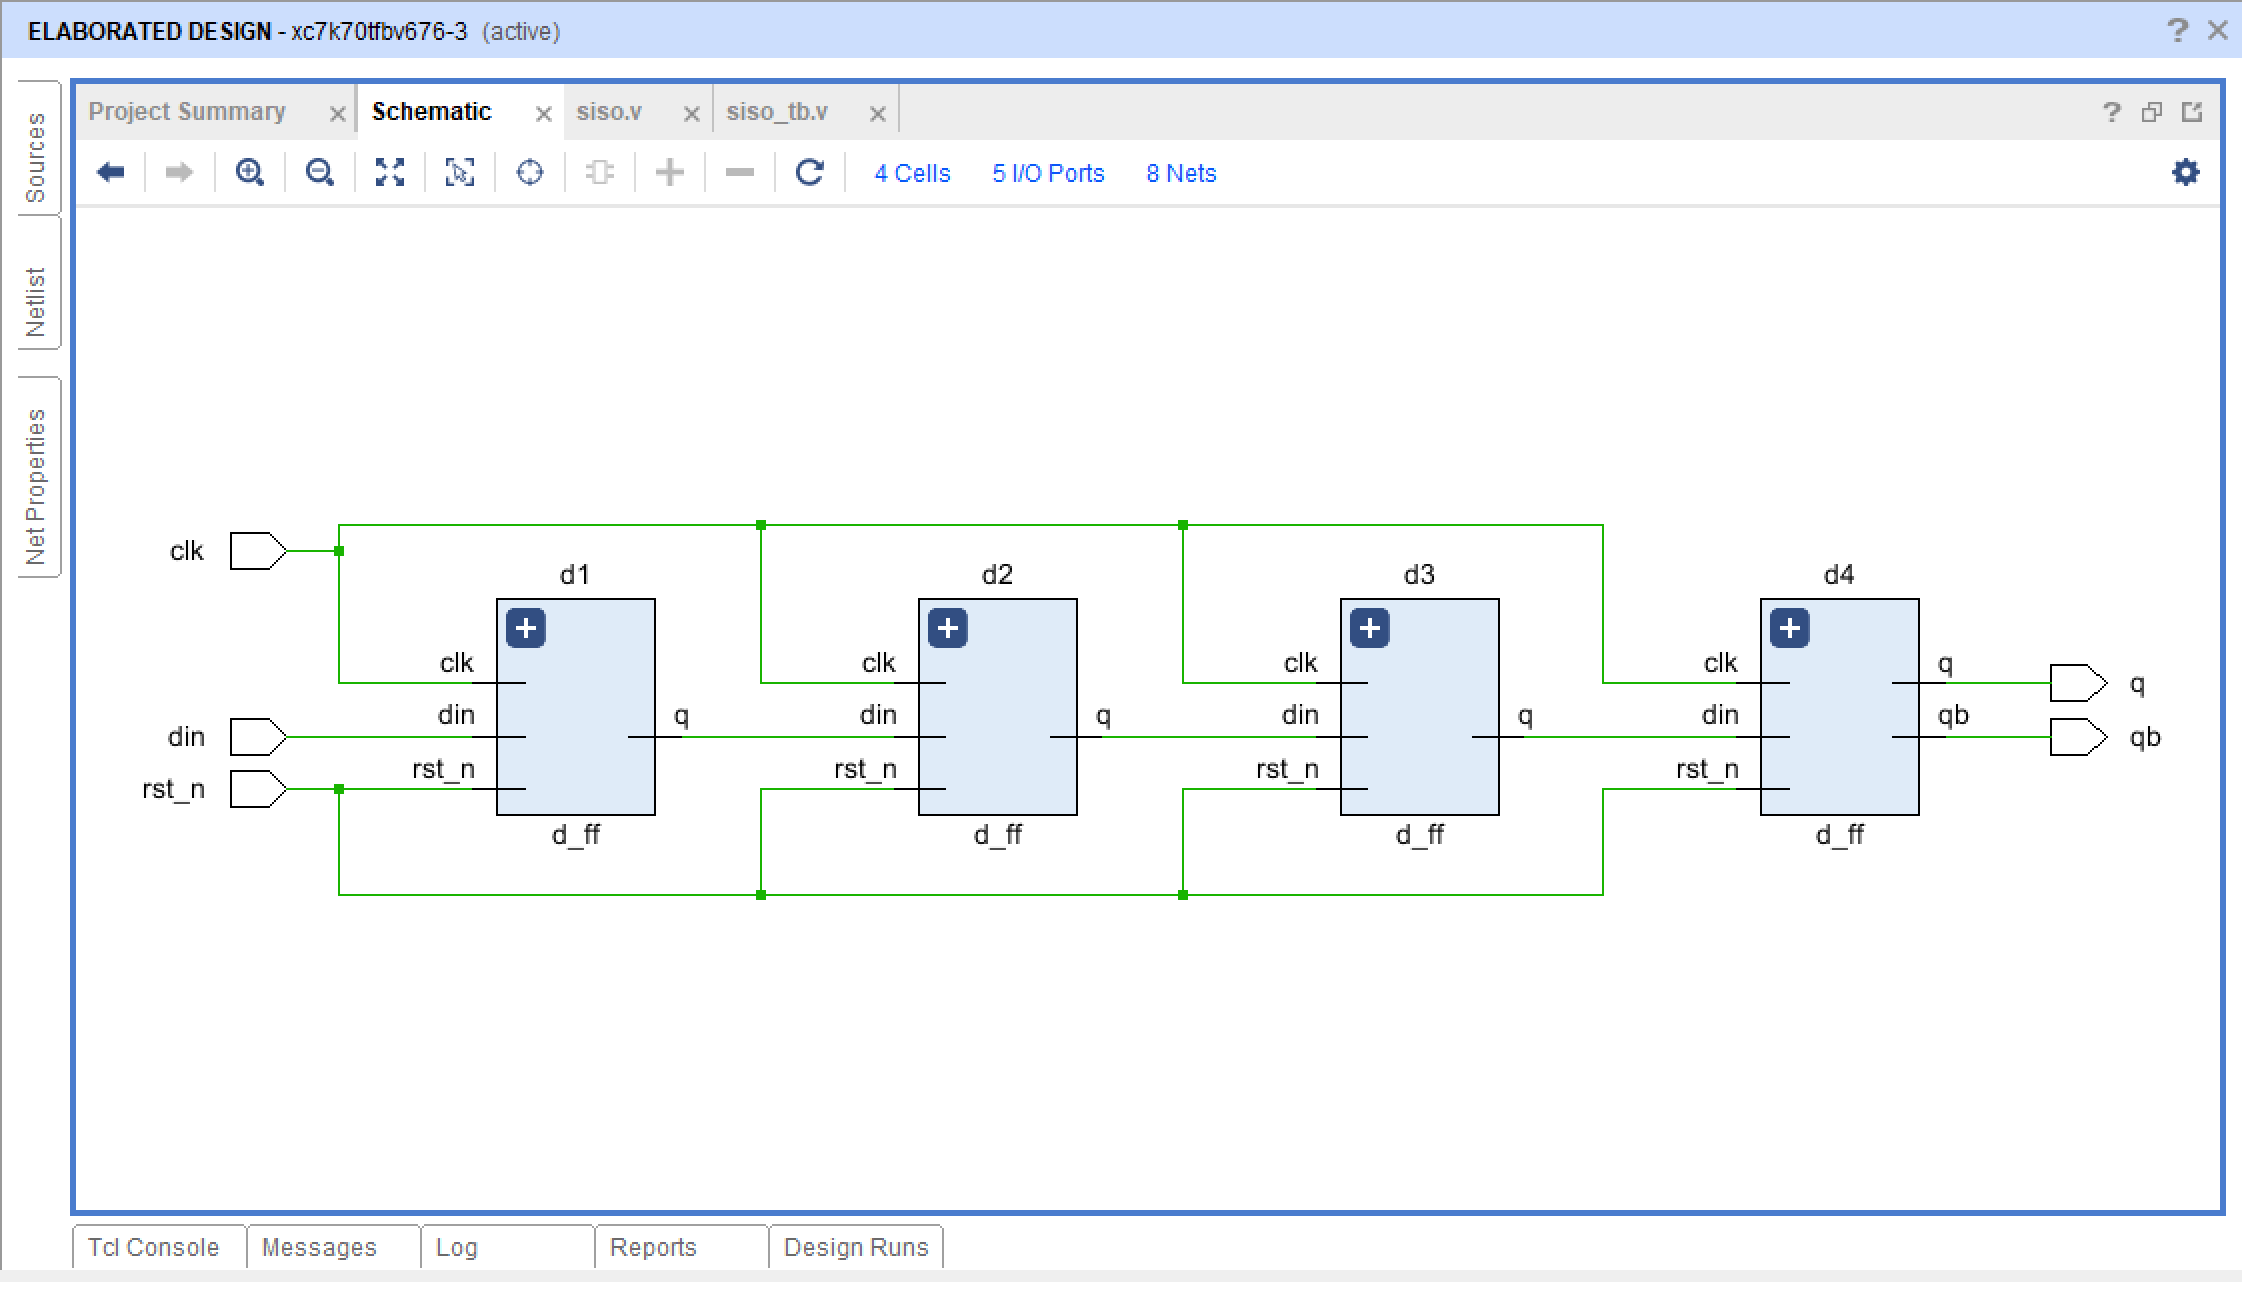 ELABORATED DESIGN - xc7k70tfbv676-3 (active)
Sources
Netlist
Net Properties
Project Summary
Schematic
siso.v
siso_tb.v
4 Cells
5 I/O Ports
8 Nets
clk
din
rst_n
d1
clk
din
rst_n
q
d_ff
d2
clk
din
rst_n
q
d_ff
d3
clk
din
rst_n
q
d_ff
d4
clk
din
rst_n
q
qb
d_ff
q
qb
Tcl Console
Messages
Log
Reports
Design Runs